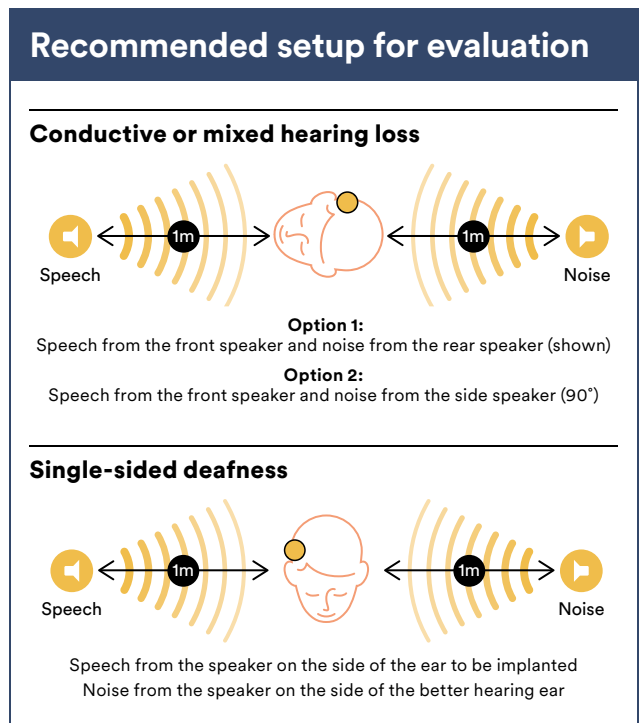 Recommended setup for evaluation
Conductive or mixed hearing loss
1m
1m
Speech
Noise
Option 1:
Speech from the front speaker and noise from the rear speaker (shown)
Option 2:
Speech from the front speaker and noise from the side speaker (90°)
Single-sided deafness
1m
1m
Speech
Noise
Speech from the speaker on the side of the ear to be implanted
Noise from the speaker on the side of the better hearing ear